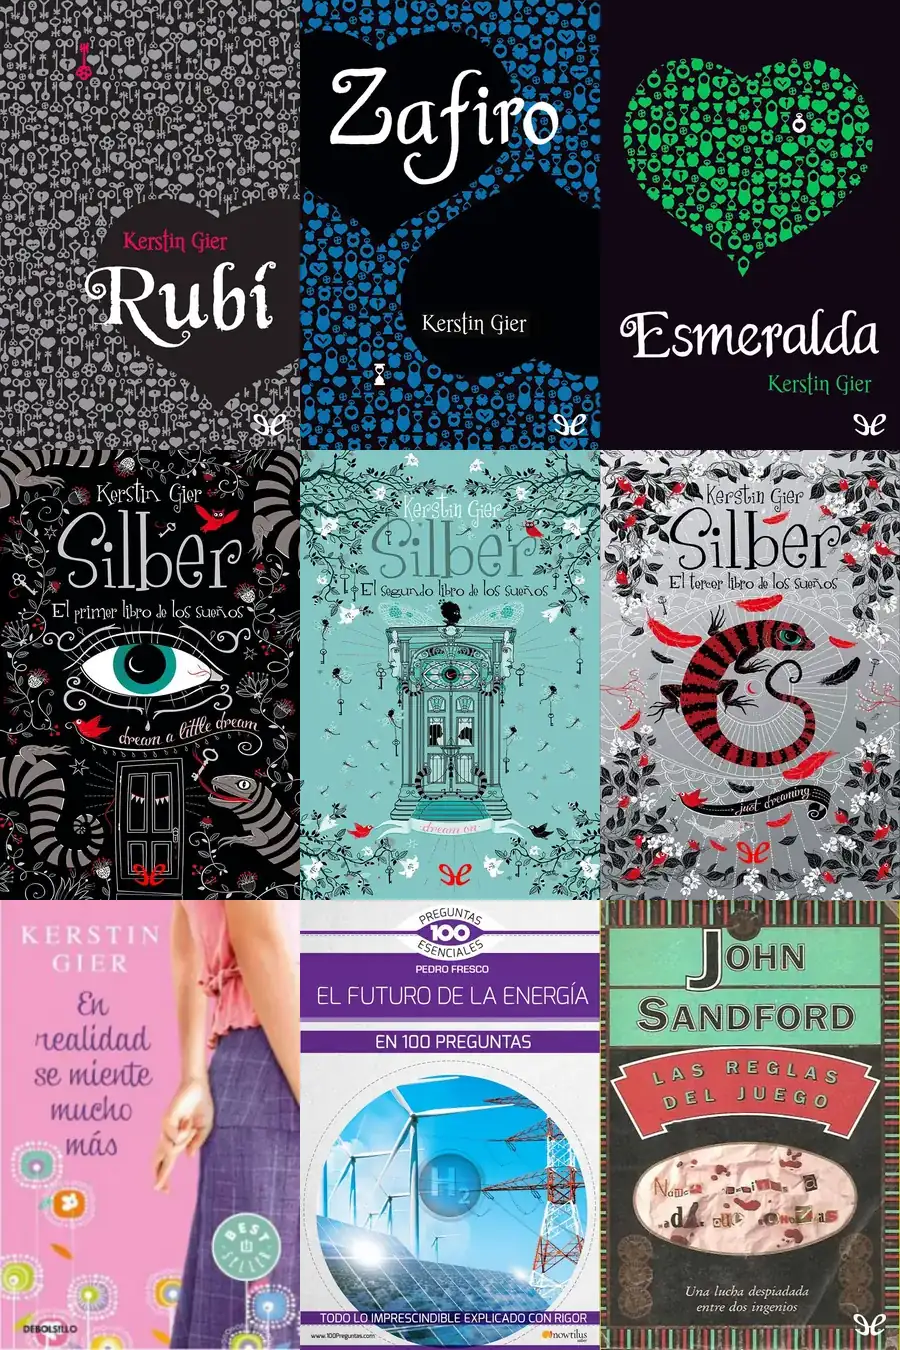 Kerstin Gier
Rubí
Zafiro
Kerstin Gier
Esmeralda
Kerstin Gier
Kerstin Gier
Silber
El primer libro de los sueños
dream a little dream
Kerstin Gier
Silber
El segundo libro de los sueños
dream on
Kerstin Gier
Silber
El tercer libro de los sueños
just dreaming
KERSTIN
GIER
En
realidad
se miente
mucho
más
BEST
SELLER
DEBOLS!LLO
PREGUNTAS
100
ESENCIALES
PEDRO FRESCO
EL FUTURO DE LA ENERGÍA
EN 100 PREGUNTAS
H2
TODO LO IMPRESCINDIBLE EXPLICADO CON RIGOR
www.100Preguntas.com
nowtilus
saber
JOHN
SANDFORD
LAS REGLAS
DEL JUEGO
Una lucha despiadada
entre dos ingenios